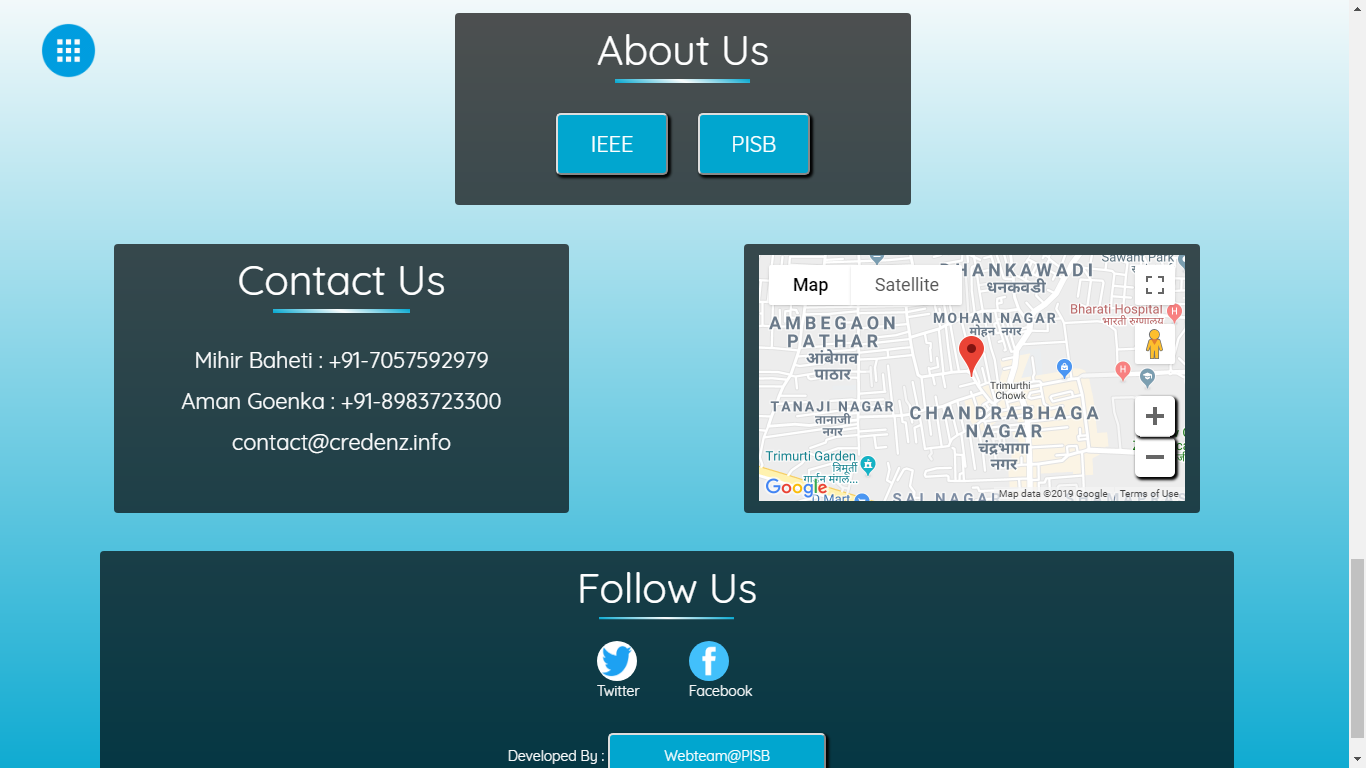 About Us
IEEE
PISB
Contact Us
Mihir Baheti : +91-7057592979
Aman Goenka : +91-8983723300
contact@credenz.info
Map
Satellite
DHANKAWADI
धनकवडी
Sawant Park
Bharati Hospital
भारती रुग्णालय
AMBEGAON
PATHAR
आंबेगाव
पाठार
MOHAN NAGAR
मोहन नगर
Trimurthi
Chowk
TANAJI NAGAR
तानाजी
नगर
CHANDRABHAGA
NAGAR
चंद्रभागा
नगर
Trimurti Garden
त्रिमूर्ती
गार्डन मंगल...
Google
D Mart
SAI NAGAR
Map data ©2019 Google
Terms of Use
Follow Us
Twitter
Facebook
Developed By :
Webteam@PISB